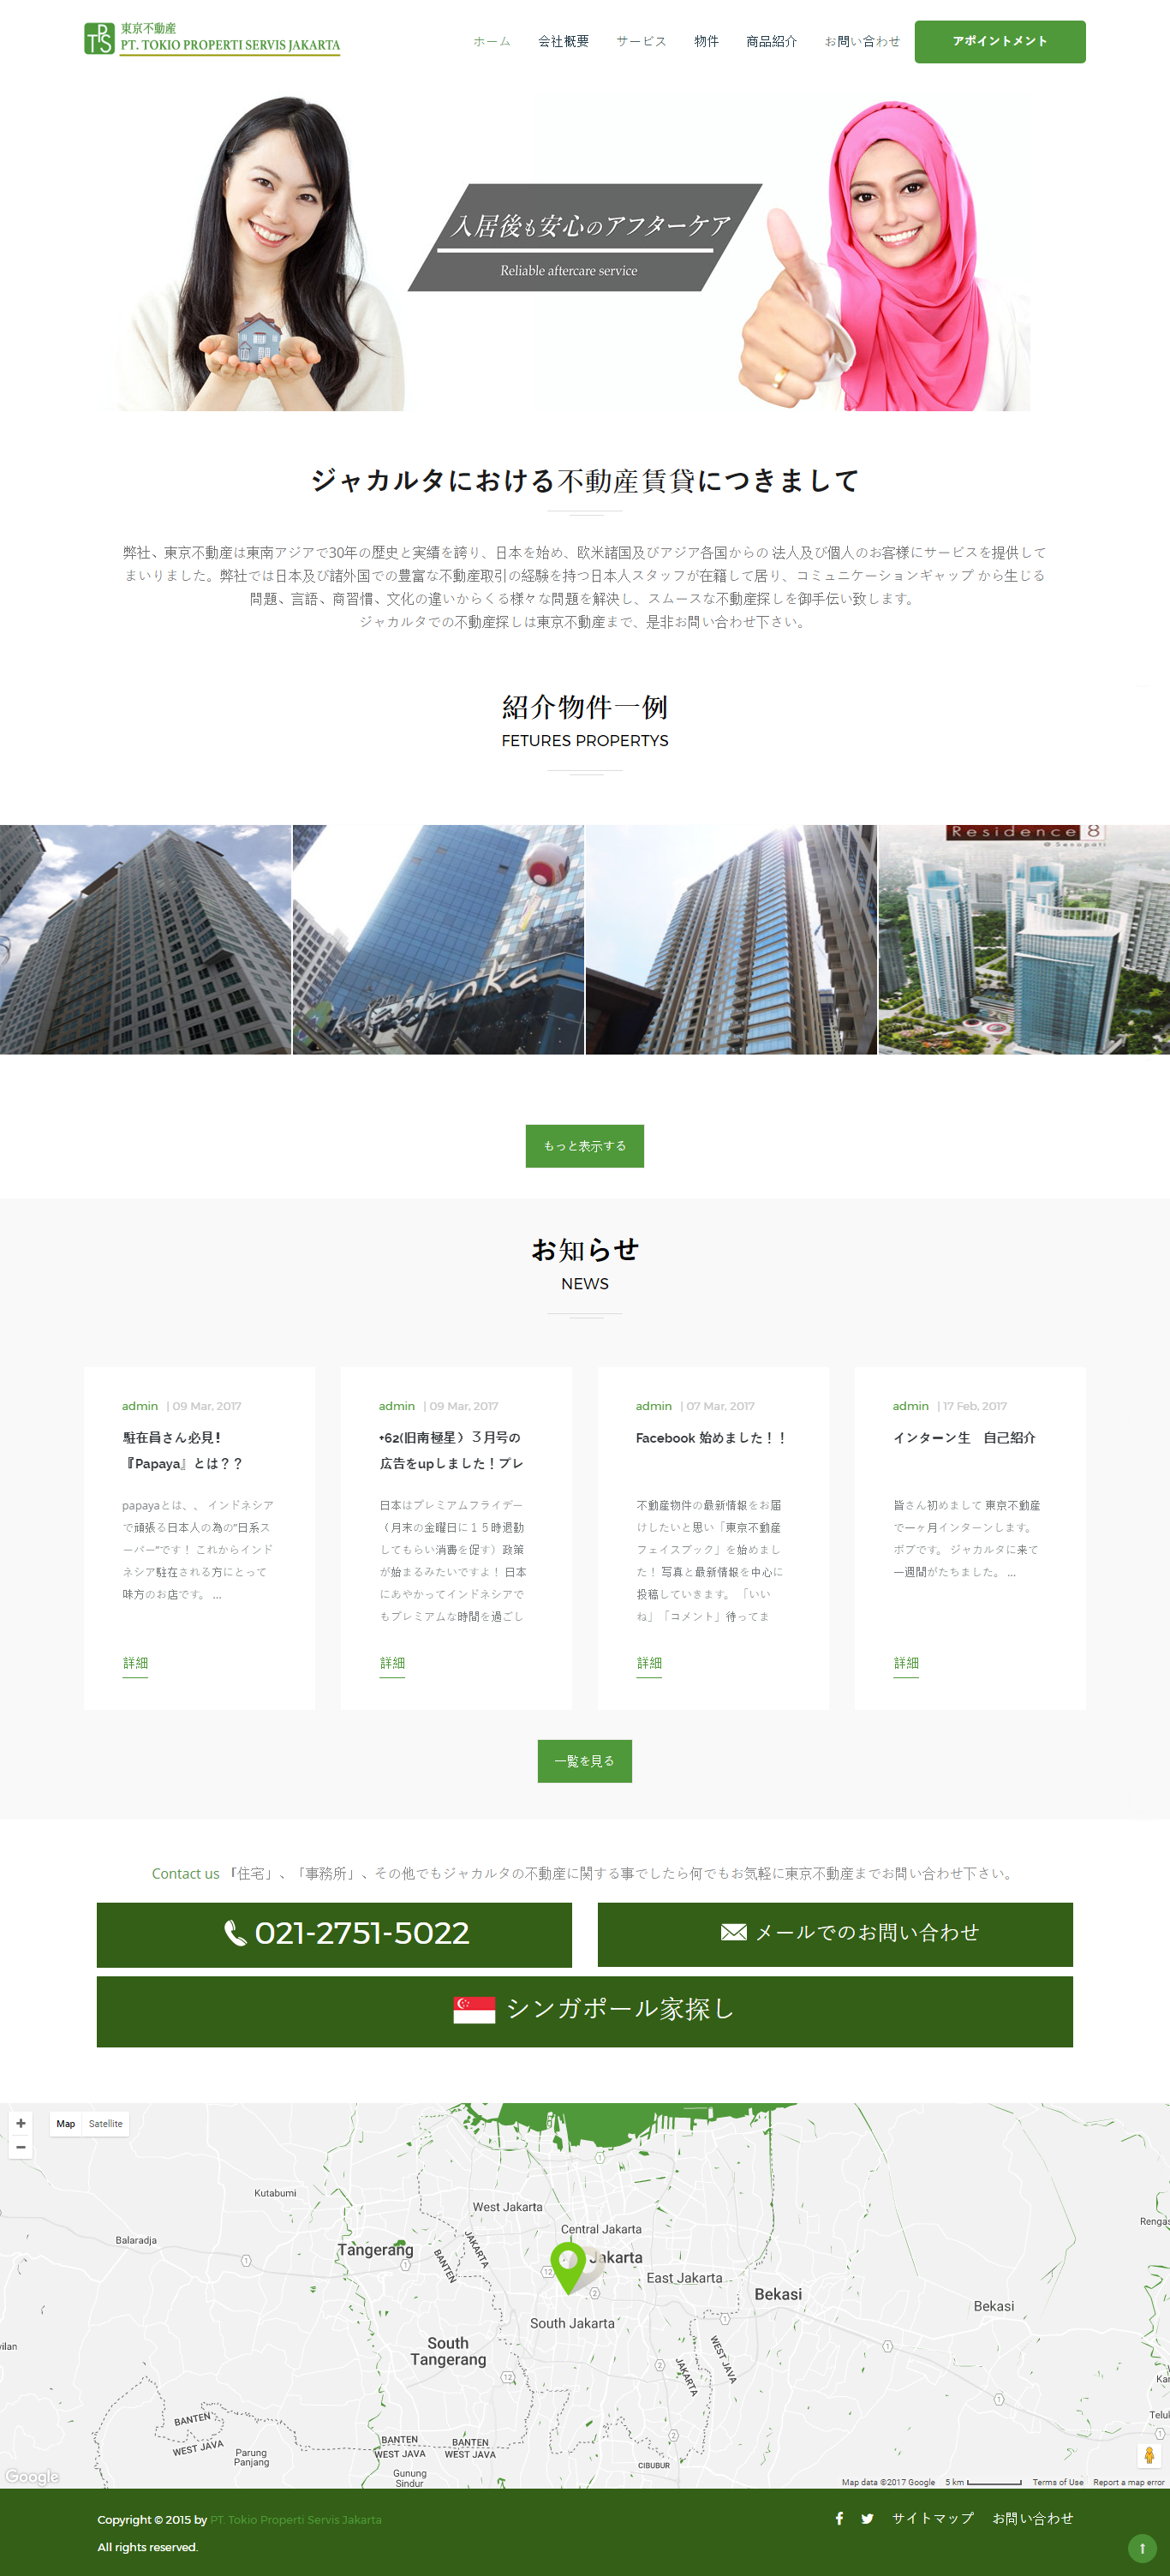 東京不動産
PT. TOKIO PROPERTI SERVIS JAKARTA
ホーム 会社概要 サービス 物件 商品紹介 お問い合わせ アポイントメント
入居後も安心のアフターケア
Reliable aftercare service
ジャカルタにおける不動産賃貸につきまして
弊社、東京不動産は東南アジアで30年の歴史と実績を誇り、日本を始め、欧米諸国及びアジア各国からの 法人及び個人のお客様にサービスを提供して
まいりました。弊社では日本及び諸外国での豊富な不動産取引の経験を持つ日本人スタッフが在籍して居り、コミュニケーションギャップ から生じる
問題、言語、商習慣、文化の違いからくる様々な問題を解決し、スムースな不動産探しを御手伝い致します。
ジャカルタでの不動産探しは東京不動産まで、是非お問い合わせ下さい。
紹介物件一例
FETURES PROPERTYS
Residence 8
@ Senopati
もっと表示する
お知らせ
NEWS
admin | 09 Mar, 2017
駐在員さん必見!
『Papaya』とは？？
papayaとは、、 インドネシア
で頑張る日本人の為の"日系ス
ーパー"です！ これからインド
ネシア駐在される方にとって
味方のお店です。 ...
詳細
admin | 09 Mar, 2017
+62(旧南極星）３月号の
広告をupしました！プレ
日本はプレミアムフライデー
（月末の金曜日に１５時退勤
してもらい消費を促す）政策
が始まるみたいですよ！ 日本
にあやかってインドネシアで
もプレミアムな時間を過ごし
詳細
admin | 07 Mar, 2017
Facebook 始めました！！
不動産物件の最新情報をお届
けしたいと思い「東京不動産
フェイスブック」を始めまし
た！ 写真と最新情報を中心に
投稿していきます。 「いい
ね」「コメント」待ってま
詳細
admin | 17 Feb, 2017
インターン生　自己紹介
皆さん初めまして 東京不動産
で一ヶ月インターンします。
ボブです。 ジャカルタに来て
一週間がたちました。 ...
詳細
一覧を見る
Contact us 「住宅」、「事務所」、その他でもジャカルタの不動産に関する事でしたら何でもお気軽に東京不動産までお問い合わせ下さい。
021-2751-5022
メールでのお問い合わせ
シンガポール家探し
Map Satellite
Kutabumi
West Jakarta
Rengas
Balaraja
Central Jakarta
Tangerang
Jakarta
BANTEN
JAKARTA
East Jakarta
Bekasi
Bekasi
South Jakarta
South
Tangerang
JAKARTA
WEST JAVA
BANTEN
WEST JAVA
Parung
Panjang
BANTEN
WEST JAVA
BANTEN
WEST JAVA
Gunung
Sindur
CIBUBUR
Google
Map data ©2017 Google 5 km Terms of Use Report a map error
Copyright © 2015 by PT. Tokio Properti Servis Jakarta
All rights reserved.
サイトマップ お問い合わせ